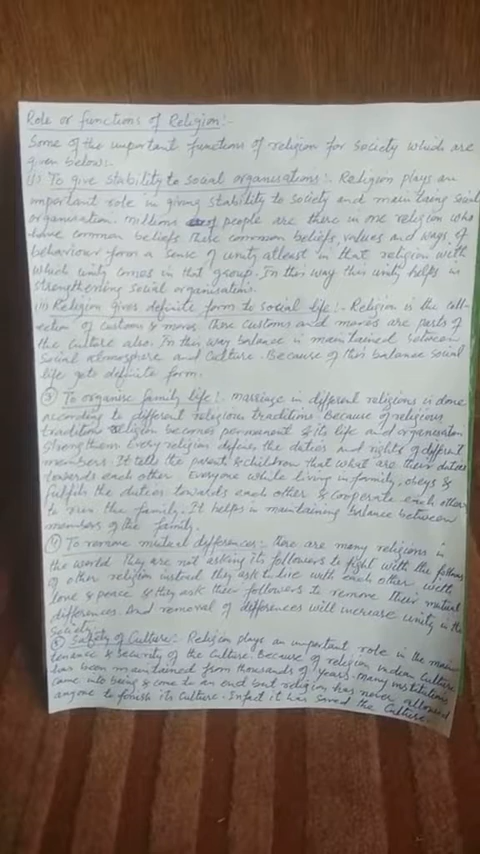 Role or functions of Religion:-
Some of the important functions of religion for society which are
given below:-
(i) To give stability to social organisations:- Religion plays an
important role in giving stability to society and maintaing social
organisation. millions of people are there in one religion who
have common beliefs these common beliefs, values and ways of
behaviour form a sense of unity atleast in that religion with
which unity comes in that group. In this way this unity helps in
strengthening social organisations.
(ii) Religion gives definite form to social life:- Religion is the coll-
ection of customs & mores these customs and mores are parts of
the culture also. In this way balance is maintained between
social atmosphere and culture. Because of this balance social
life gets definite form.
(3) To organise family life:- marriage in different religions is done
according to different religious traditions. Because of religious
tradition religion becomes permanent & its life and organisation
strengthens. Every religion defines the duties and rights of different
members. It tells the parent & children that what are their duties
towards each other. Everyone while living in family, obeys &
fulfills the duties towards each other & cooperate each other
to run the family. It helps in maintaining balance between
members of the family.
(4) To remove mutual differences:- there are many religions in
the world. They are not asking its followers to fight with the
of other religion instead they ask to live with each other with
love & peace & they ask their followers to remove their mutual
differences. And removal of differences will increase unity in the
society.
(5) Safety of Culture:- Religion plays an important role in the main
tenance & security of the culture. Because of religion Indian culture
has been maintained from thousands of years. Many institutions
came into being & come to an end but religion has never allowed
anyone to its culture. Infact it has saved the culture.